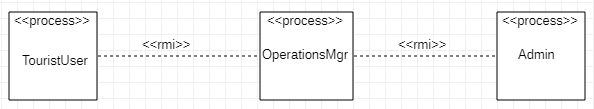 <<process>>
TouristUser
<<rmi>>
<<process>>
OperationsMgr
<<rmi>>
<<process>>
Admin